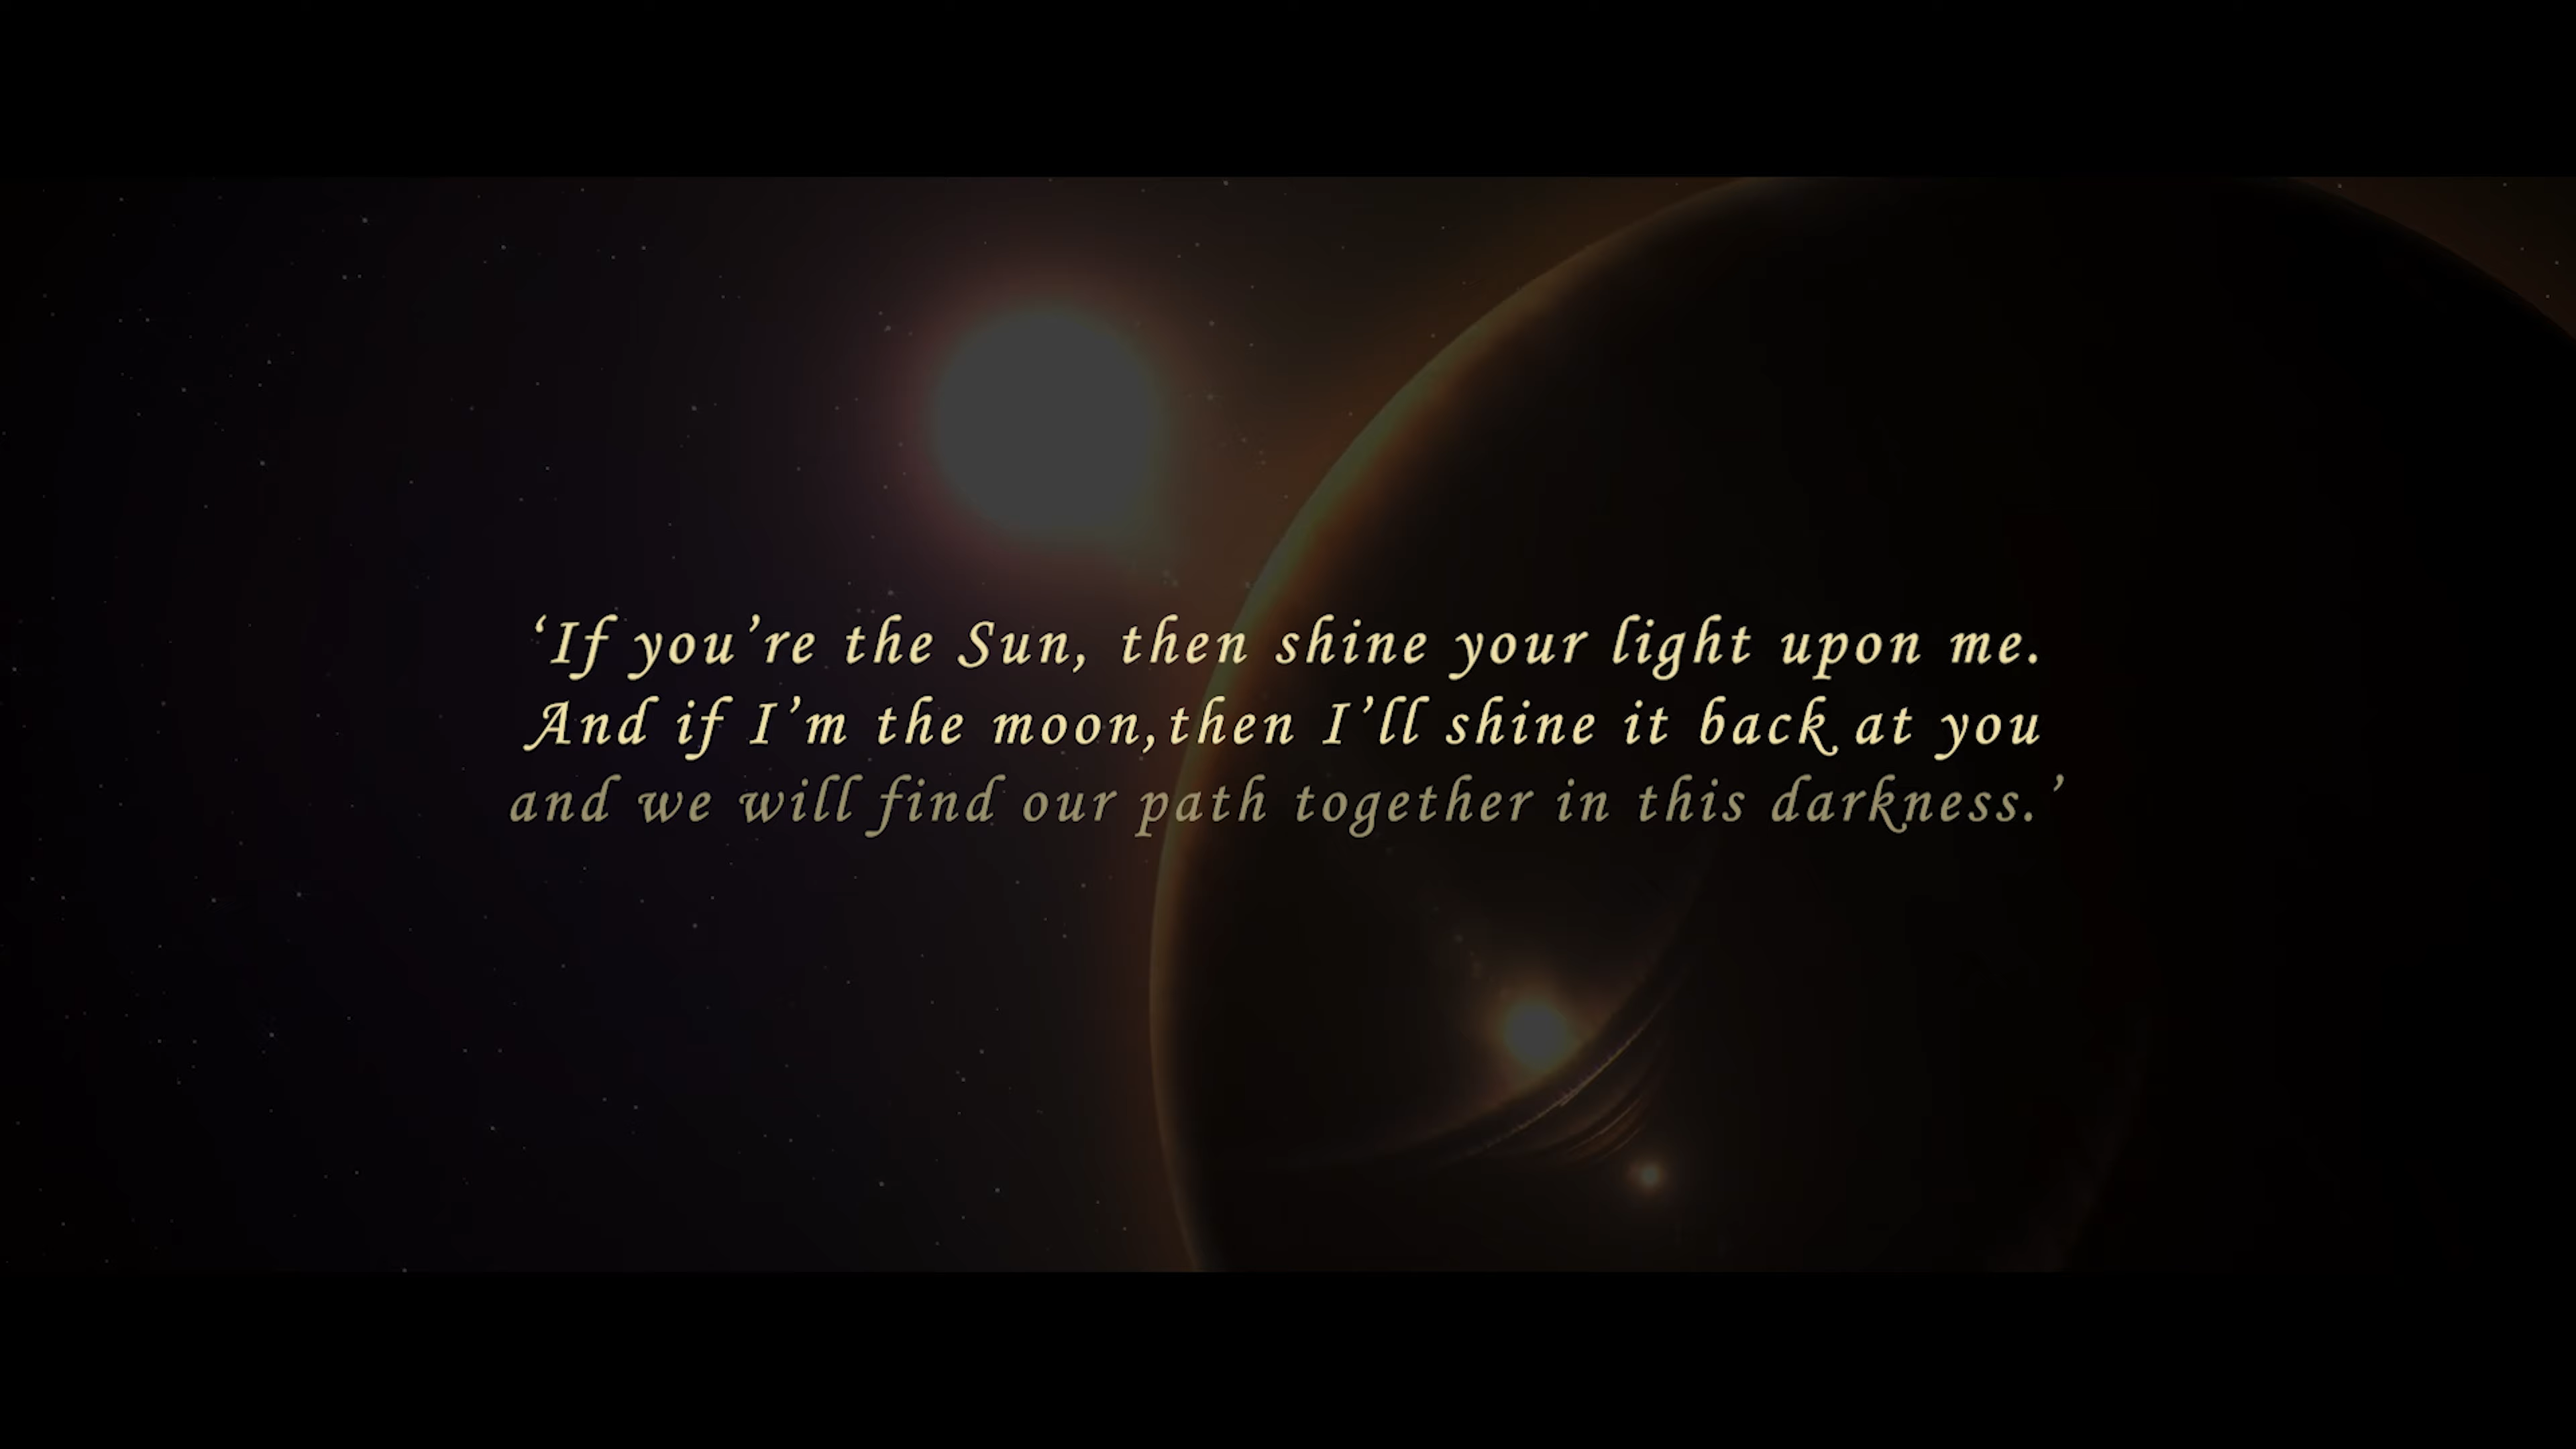 ‘If you’re the Sun, then shine your light upon me.
And if I’m the moon,then I’ll shine it back at you
and we will find our path together in this darkness.’